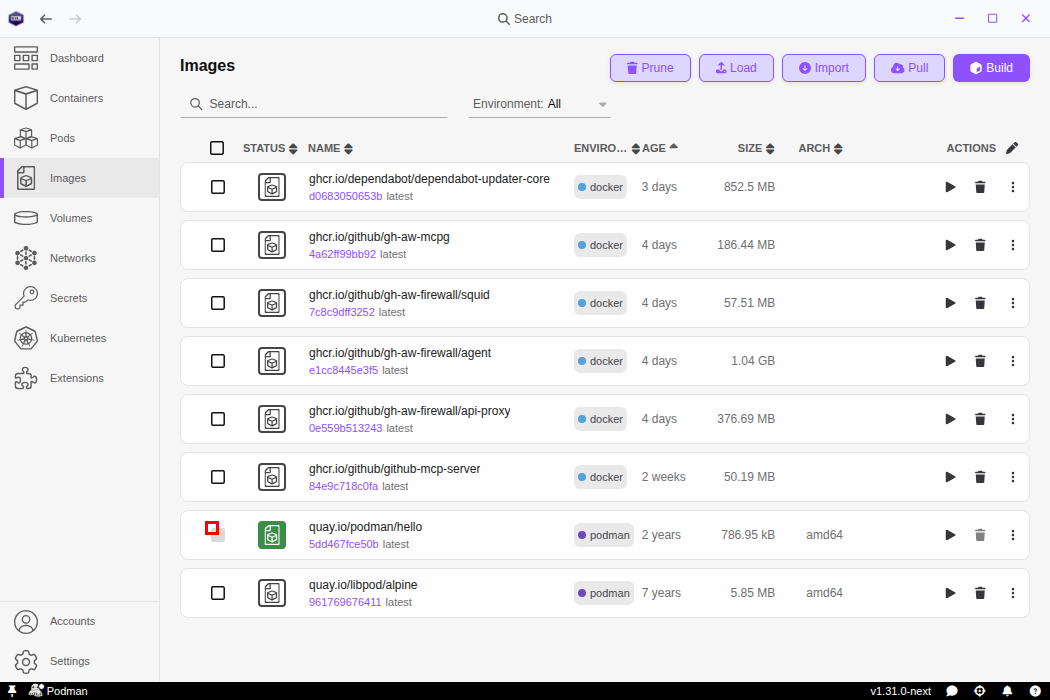 Search
Dashboard
Containers
Pods
Images
Volumes
Networks
Secrets
Kubernetes
Extensions
Accounts
Settings
Images
Prune
Load
Import
Pull
Build
Search...
Environment: All
STATUS NAME ENVIRO... AGE SIZE ARCH ACTIONS
ghcr.io/dependabot/dependabot-updater-core
d0683050653b latest
docker 3 days 852.5 MB
ghcr.io/github/gh-aw-mcpg
4a62ff99bb92 latest
docker 4 days 186.44 MB
ghcr.io/github/gh-aw-firewall/squid
7c8c9dff3252 latest
docker 4 days 57.51 MB
ghcr.io/github/gh-aw-firewall/agent
e1cc8445e3f5 latest
docker 4 days 1.04 GB
ghcr.io/github/gh-aw-firewall/api-proxy
0e559b513243 latest
docker 4 days 376.69 MB
ghcr.io/github/github-mcp-server
84e9c718c0fa latest
docker 2 weeks 50.19 MB
quay.io/podman/hello
5dd467fce50b latest
podman 2 years 786.95 kB amd64
quay.io/libpod/alpine
961769676411 latest
podman 7 years 5.85 MB amd64
Podman
v1.31.0-next